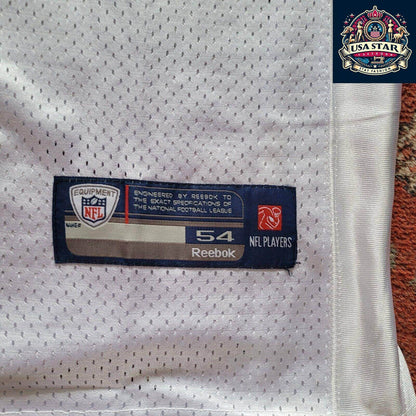 USA STAR
EQUIPMENT
NFL
ENGINEERED BY REEBOK TO
THE EXACT SPECIFICATIONS OF
THE NATIONAL FOOTBALL LEAGUE
54
Reebok
NFL PLAYERS